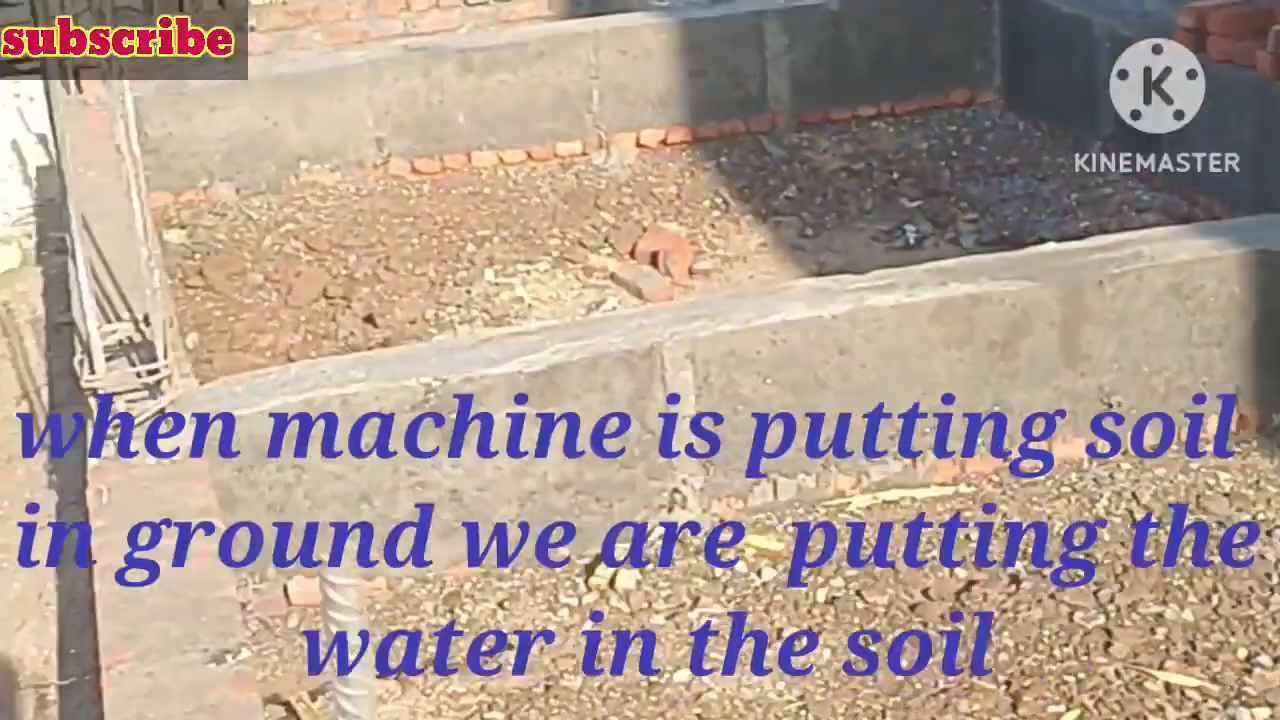 subscribe
K
KINEMASTER
when machine is putting soil
in ground we are putting the
water in the soil